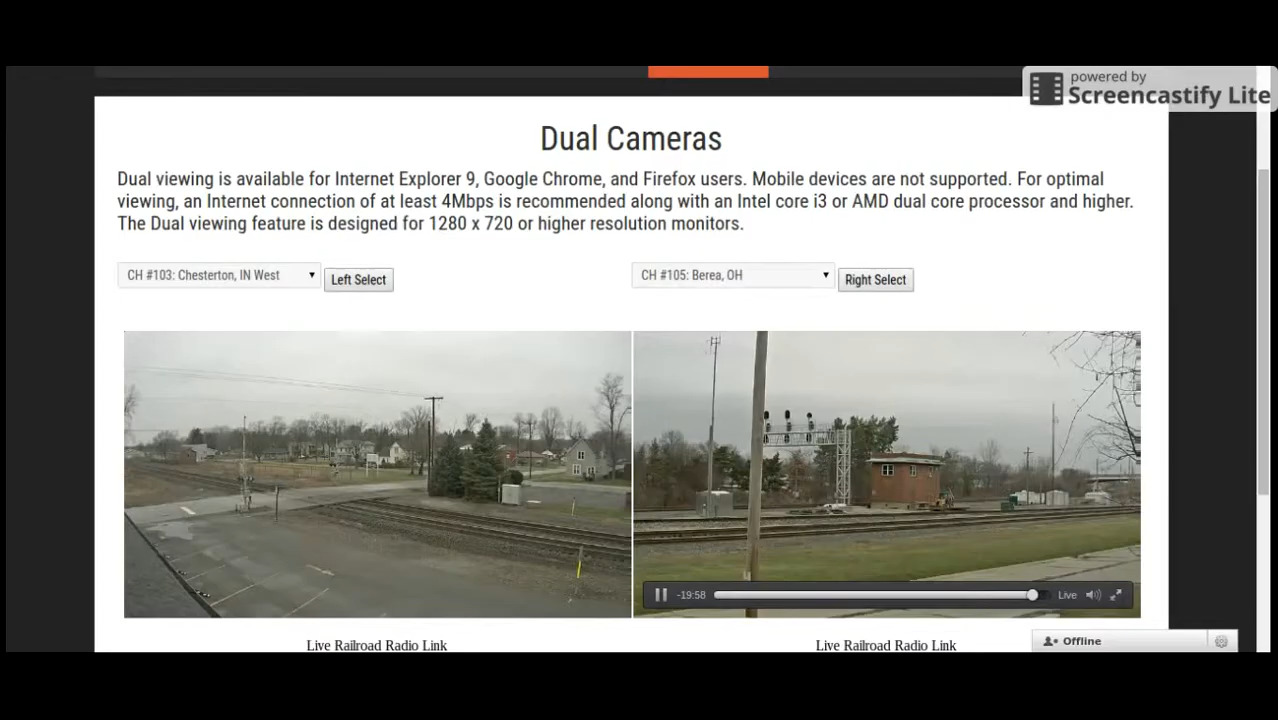 powered by
Screencastify Lite
Dual Cameras
Dual viewing is available for Internet Explorer 9, Google Chrome, and Firefox users. Mobile devices are not supported. For optimal
viewing, an Internet connection of at least 4Mbps is recommended along with an Intel core i3 or AMD dual core processor and higher.
The Dual viewing feature is designed for 1280 x 720 or higher resolution monitors.
CH #103: Chesterton, IN West
Left Select
CH #105: Berea, OH
Right Select
-19:58
Live
Live Railroad Radio Link
Live Railroad Radio Link
Offline